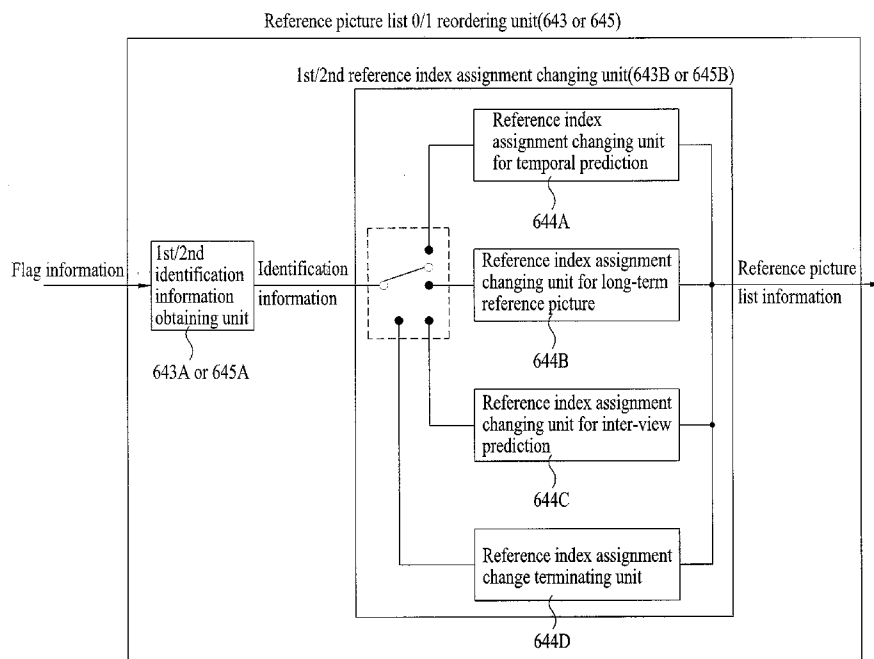 Reference picture list 0/1 reordering unit(643 or 645)
1st/2nd reference index assignment changing unit(643B or 645B)
Reference index
assignment changing unit
for temporal prediction
644A
Flag information
1st/2nd
identification
information
obtaining unit
643A or 645A
Identification
information
Reference index assignment
changing unit for long-term
reference picture
644B
Reference picture
list information
Reference index assignment
changing unit for inter-view
prediction
644C
Reference index assignment
change terminating unit
644D